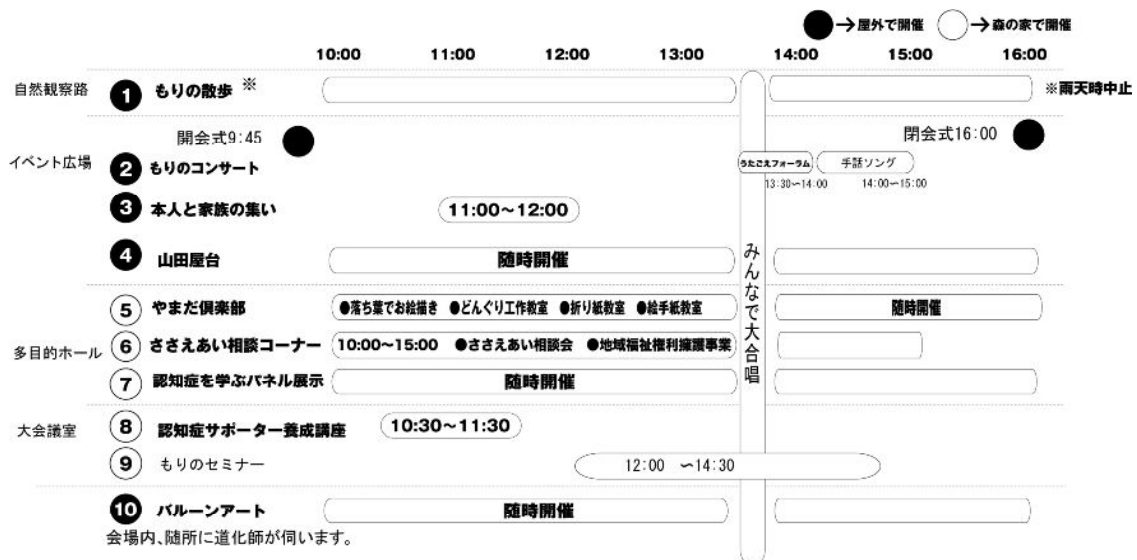 ●→屋外で開催 ○→森の家で開催
10:00 11:00 12:00 13:00 14:00 15:00 16:00
自然観察路 1 もりの散歩 ※ ※雨天時中止
開会式9:45 閉会式16:00
イベント広場 2 もりのコンサート うたごえフォーラム 手話ソング
13:30〜14:00 14:00〜15:00
3 本人と家族の集い 11:00〜12:00
4 山田屋台 随時開催
みんなで大合唱
5 やまだ倶楽部 ●落ち葉でお絵描き ●どんぐり工作教室 ●折り紙教室 ●絵手紙教室 随時開催
多目的ホール 6 ささえあい相談コーナー 10:00〜15:00 ●ささえあい相談会 ●地域福祉権利擁護事業
7 認知症を学ぶパネル展示 随時開催
大会議室 8 認知症サポーター養成講座 10:30〜11:30
9 もりのセミナー 12:00 〜14:30
10 バルーンアート 随時開催
会場内、随所に道化師が伺います。